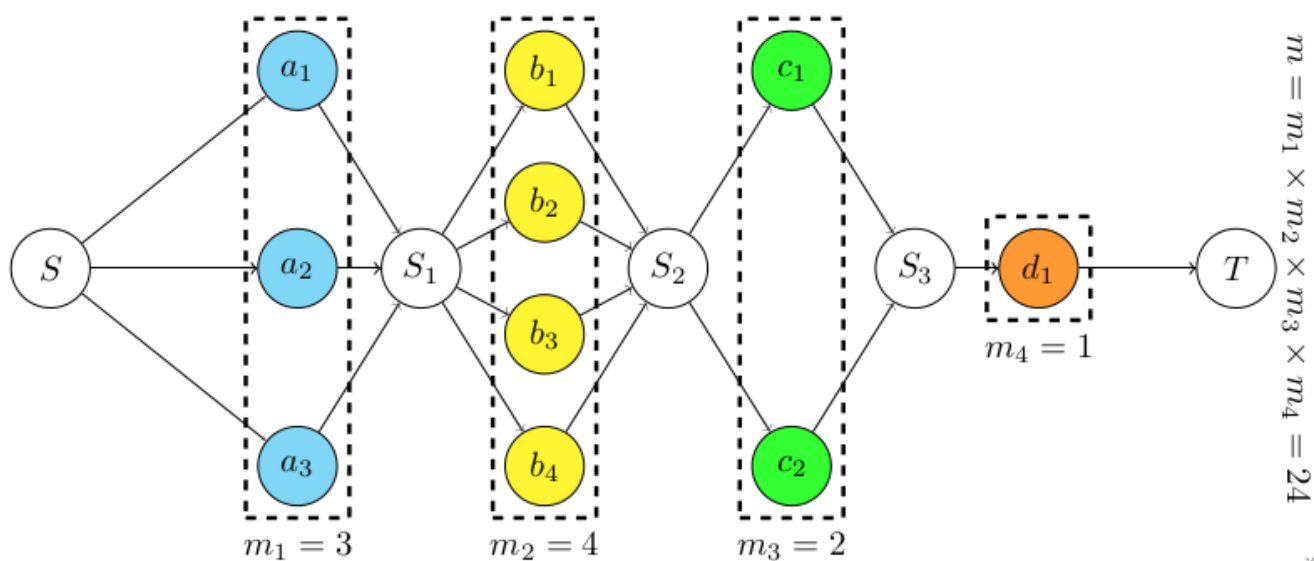 a₁
b₁
c₁
b₂
S
a₂
S₁
S₂
S₃
d₁
T
b₃
m₄ = 1
a₃
b₄
c₂
m₁ = 3
m₂ = 4
m₃ = 2
m = m₁ × m₂ × m₃ × m₄ = 24